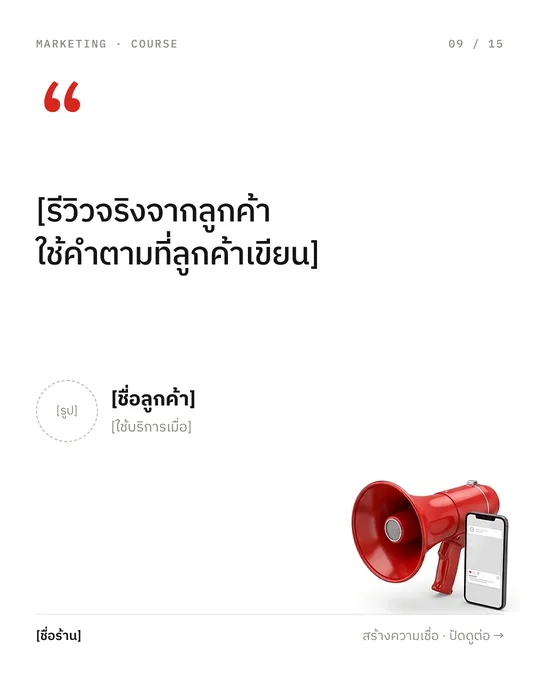 MARKETING · COURSE
09 / 15
“
[รีวิวจริงจากลูกค้า
ใช้คำตามที่ลูกค้าเขียน]
[รูป]
[ชื่อลูกค้า]
[ใช้บริการเมื่อ]
[ชื่อร้าน]
สร้างความเชื่อ · ปัดดูต่อ →